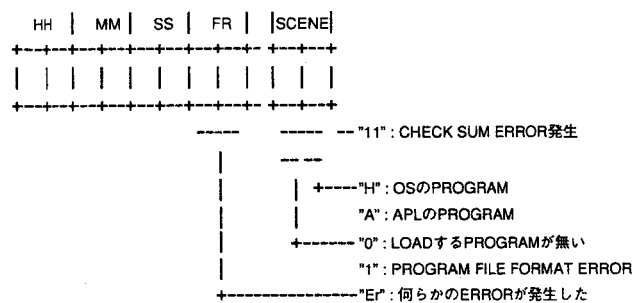 HH | MM | SS | FR | |SCENE|
"11" : CHECK SUM ERROR発生
"H" : OSのPROGRAM
"A" : APLのPROGRAM
"0" : LOADするPROGRAMが無い
"1" : PROGRAM FILE FORMAT ERROR
"Er" : 何らかのERRORが発生した